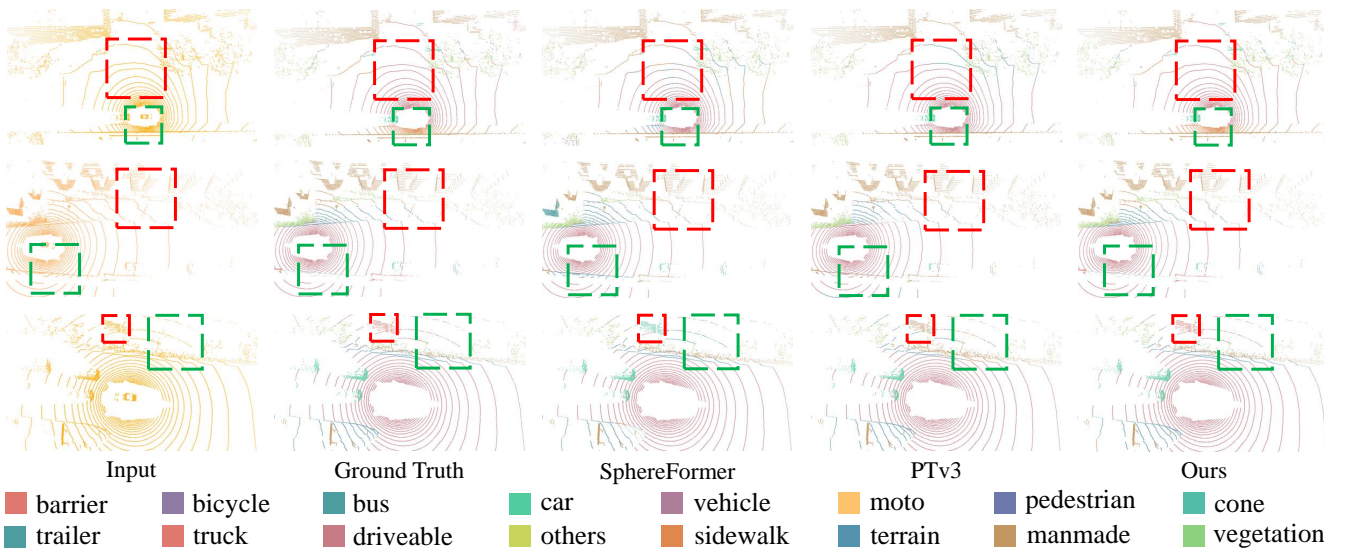 Input Ground Truth SphereFormer PTv3 Ours
barrier bicycle bus car vehicle moto pedestrian cone
trailer truck driveable others sidewalk terrain manmade vegetation